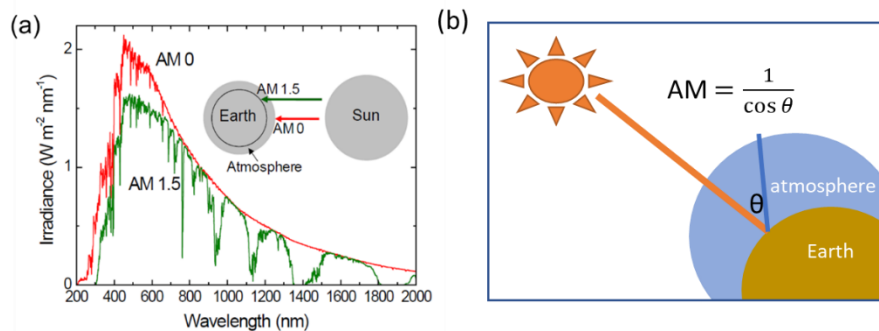 (a)
2
1
0
Irradiance (W m⁻² nm⁻¹)
AM 0
AM 1.5
AM 1.5
AM 0
Earth
Sun
Atmosphere
200 400 600 800 1000 1200 1400 1600 1800 2000
Wavelength (nm)
(b)
AM = 1 / cos θ
θ
atmosphere
Earth